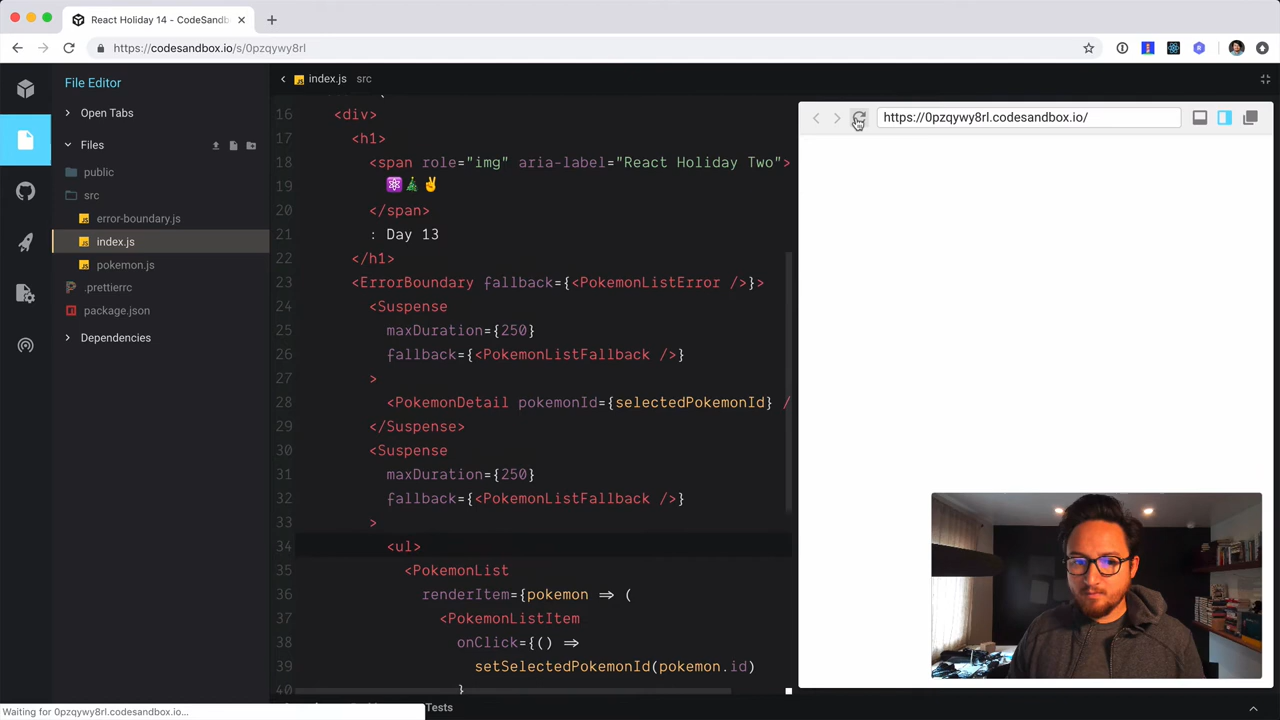 React Holiday 14 - CodeSandb
https://codesandbox.io/s/0pzqywy8rl
File Editor
Open Tabs
Files
public
src
error-boundary.js
index.js
pokemon.js
.prettierrc
package.json
Dependencies
index.js src
16 <div>
17 <h1>
18 <span role="img" aria-label="React Holiday Two">
19 ⚛️🎄✌️
20 </span>
21 : Day 13
22 </h1>
23 <ErrorBoundary fallback={<PokemonListError />}>
24 <Suspense
25 maxDuration={250}
26 fallback={<PokemonListFallback />}
27 >
28 <PokemonDetail pokemonId={selectedPokemonId} /
29 </Suspense>
30 <Suspense
31 maxDuration={250}
32 fallback={<PokemonListFallback />}
33 >
34 <ul>
35 <PokemonList
36 renderItem={pokemon => (
37 <PokemonListItem
38 onClick={() =>
39 setSelectedPokemonId(pokemon.id)
40 }
https://0pzqywy8rl.codesandbox.io/
Waiting for 0pzqywy8rl.codesandbox.io...
Tests